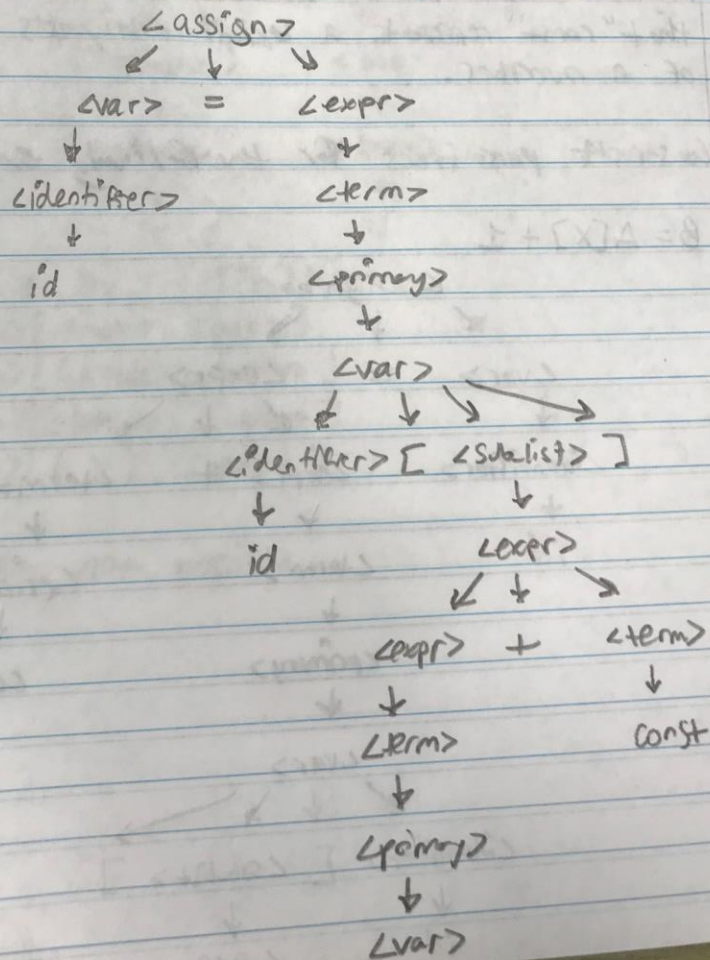 <assign>
<var> = <expr>
<identifier> <term>
id <primary>
<var>
<identifier> [ <sublist> ]
id <expr>
<expr> + <term>
<term> const
<primary>
<var>